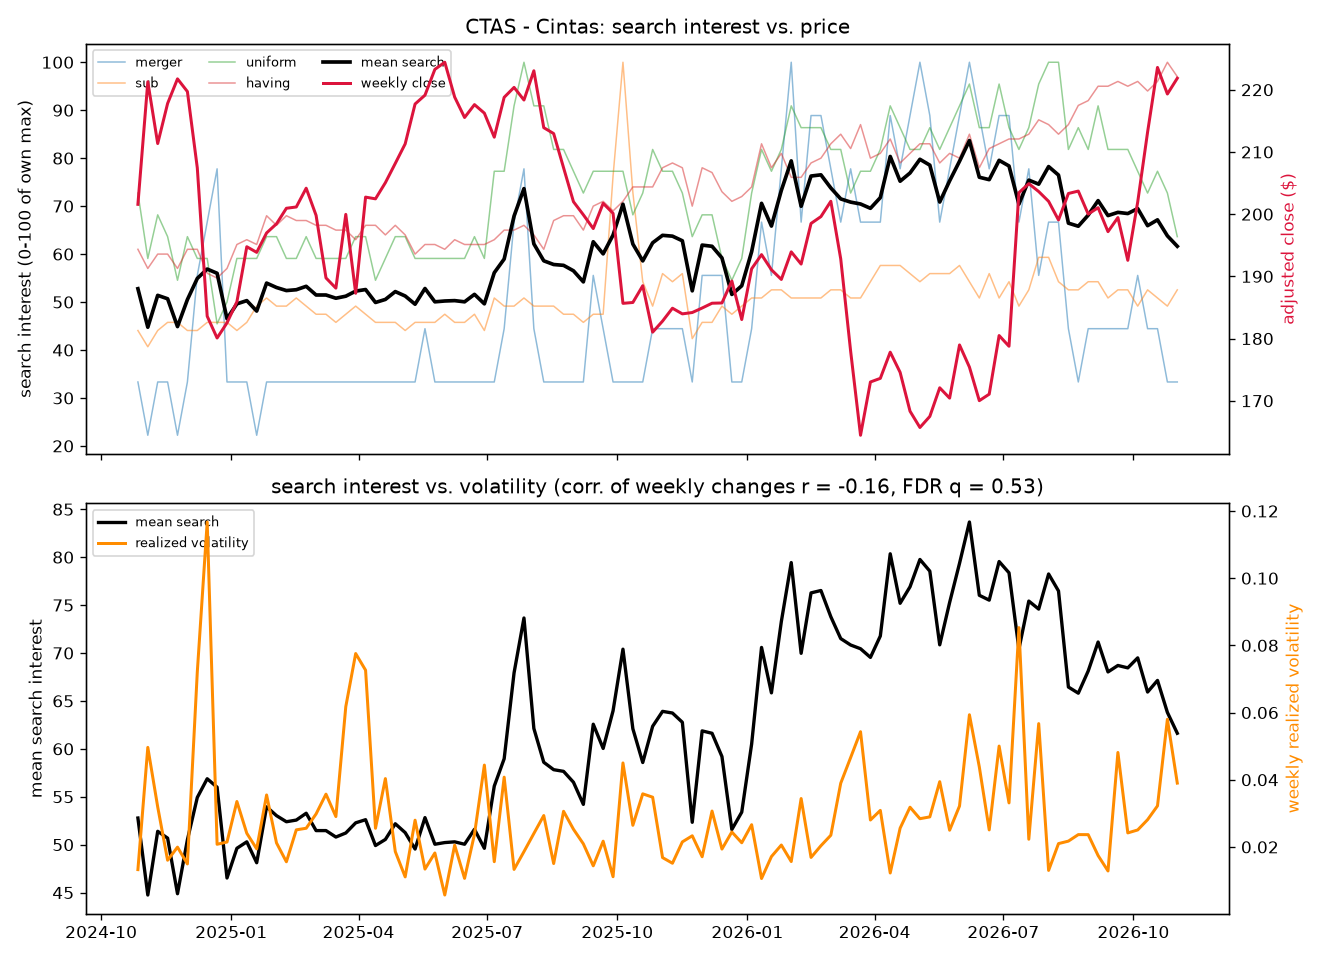 CTAS - Cintas: search interest vs. price
merger
sub
uniform
having
mean search
weekly close
100
90
80
70
60
50
40
30
20
search interest (0-100 of own max)
220
210
200
190
180
170
adjusted close ($)
search interest vs. volatility (corr. of weekly changes r = -0.16, FDR q = 0.53)
mean search
realized volatility
85
80
75
70
65
60
55
50
45
mean search interest
0.12
0.10
0.08
0.06
0.04
0.02
weekly realized volatility
2024-10
2025-01
2025-04
2025-07
2025-10
2026-01
2026-04
2026-07
2026-10